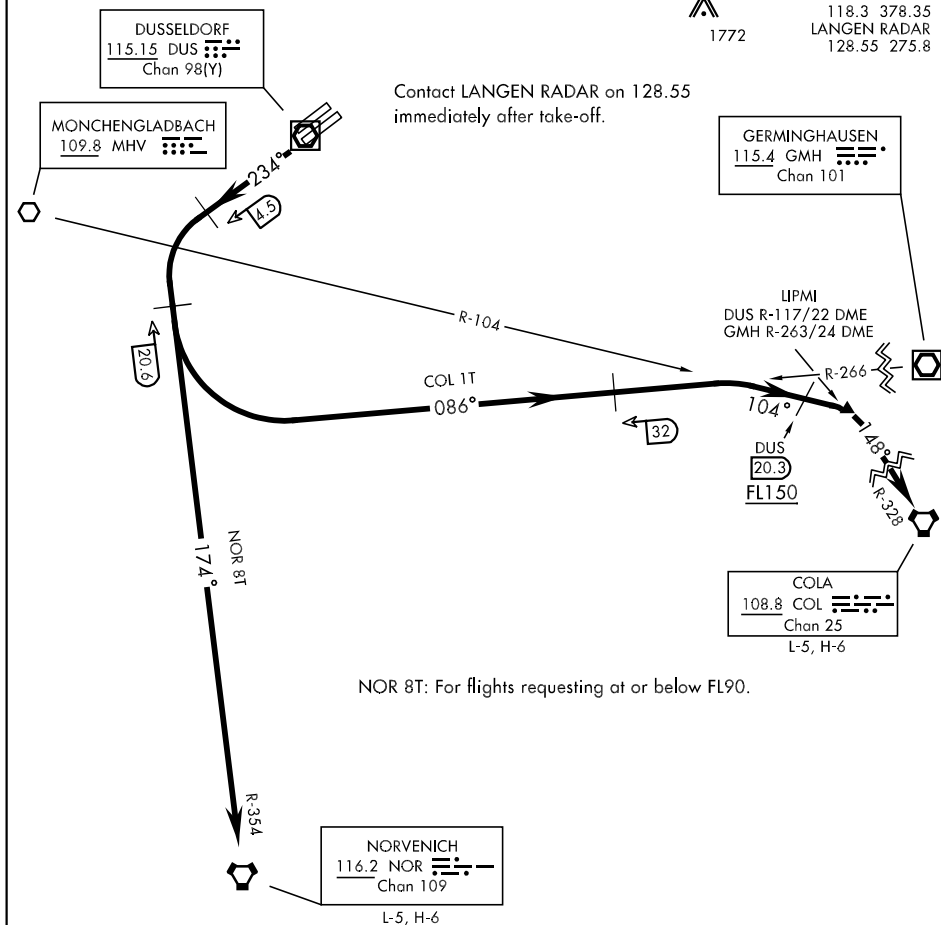 118.3 378.35
LANGEN RADAR
128.55 275.8
1772
DUSSELDORF
115.15 DUS
Chan 98(Y)
Contact LANGEN RADAR on 128.55
immediately after take-off.
MONCHENGLADBACH
109.8 MHV
GERMINGHAUSEN
115.4 GMH
Chan 101
234°
4.5
R-104
LIPMI
DUS R-117/22 DME
GMH R-263/24 DME
R-266
20.6
COL 1T
086°
104°
32
148°
DUS
20.3
FL150
R-328
NOR 8T
174°
COLA
108.8 COL
Chan 25
L-5, H-6
NOR 8T: For flights requesting at or below FL90.
R-354
NORVENICH
116.2 NOR
Chan 109
L-5, H-6